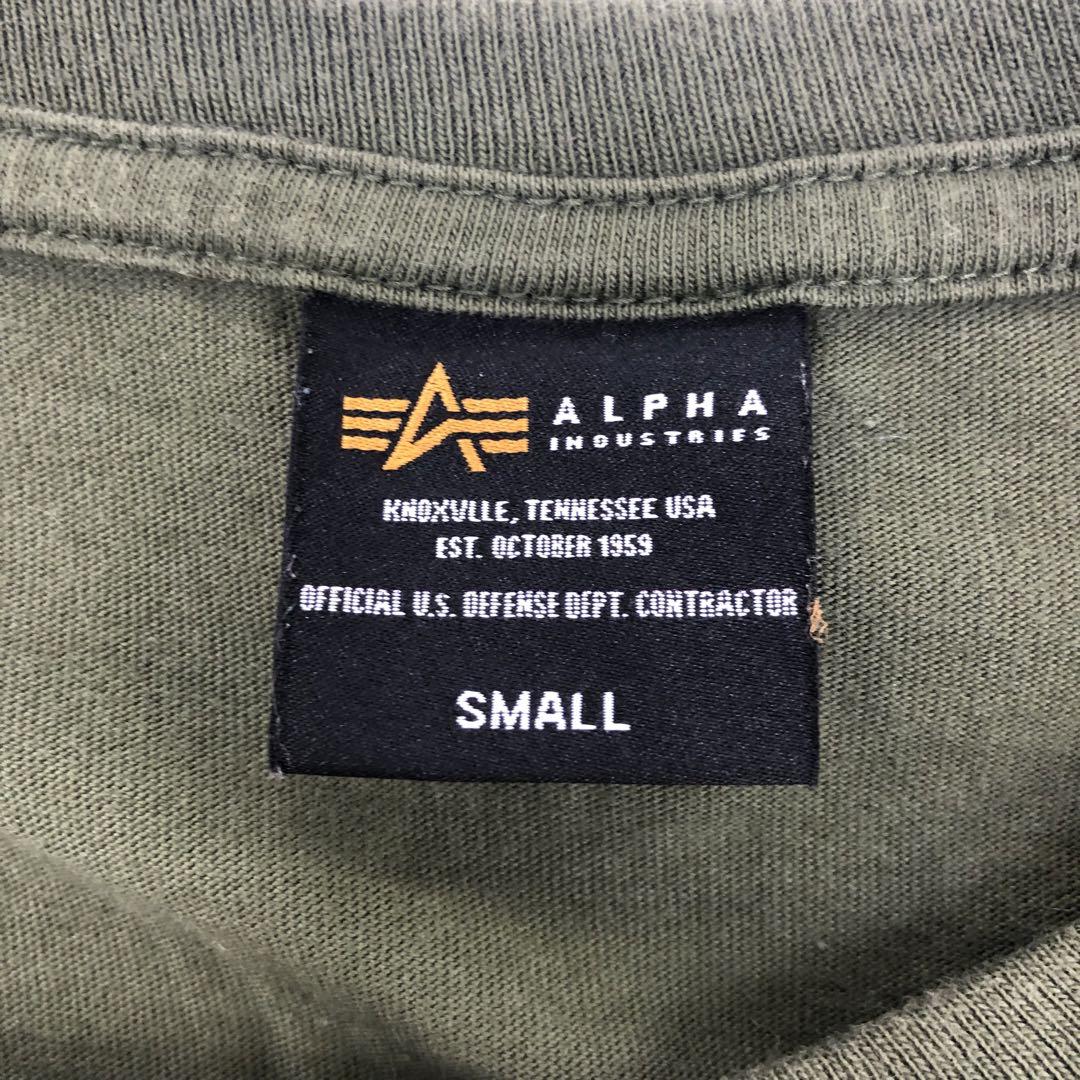 ALPHA
INDUSTRIES
KNOXVLLE, TENNESSEE USA
EST. OCTOBER 1959
OFFICIAL U.S. DEFENSE DEPT. CONTRACTOR
SMALL